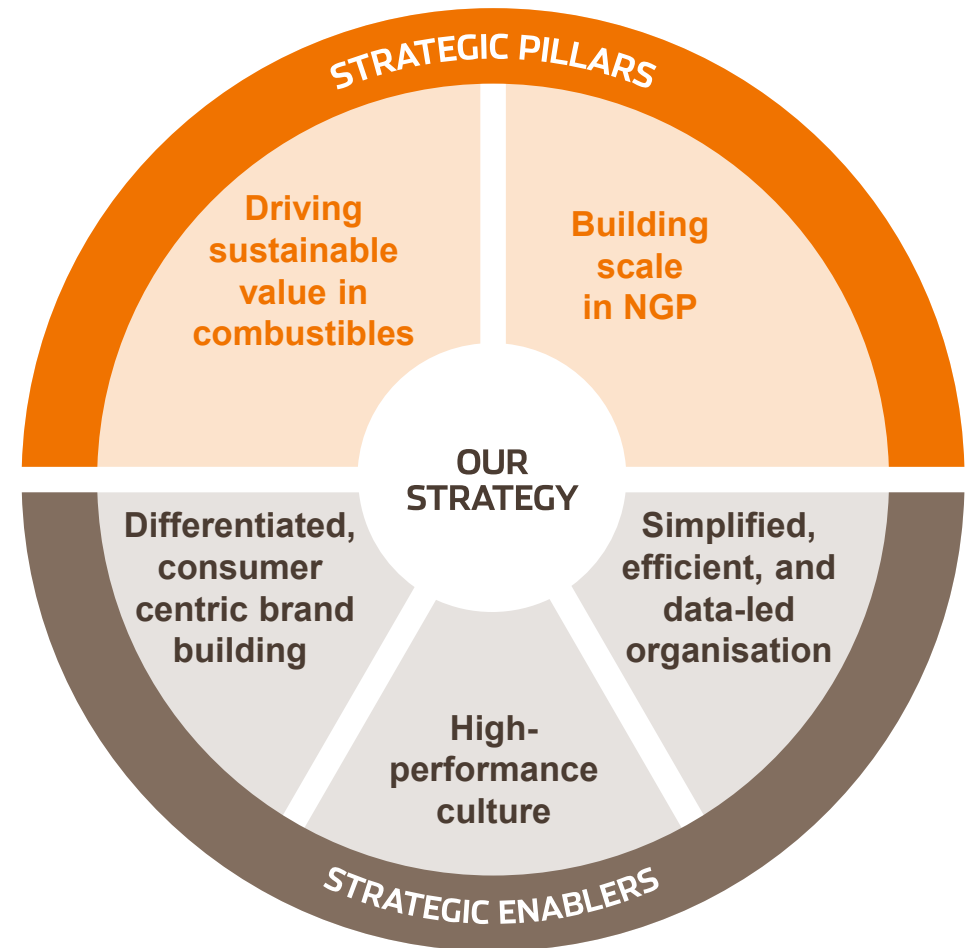 STRATEGIC PILLARS
Driving
sustainable
value in
combustibles
Building
scale
in NGP
OUR
STRATEGY
Differentiated,
consumer
centric brand
building
High-
performance
culture
Simplified,
efficient, and
data-led
organisation
STRATEGIC ENABLERS